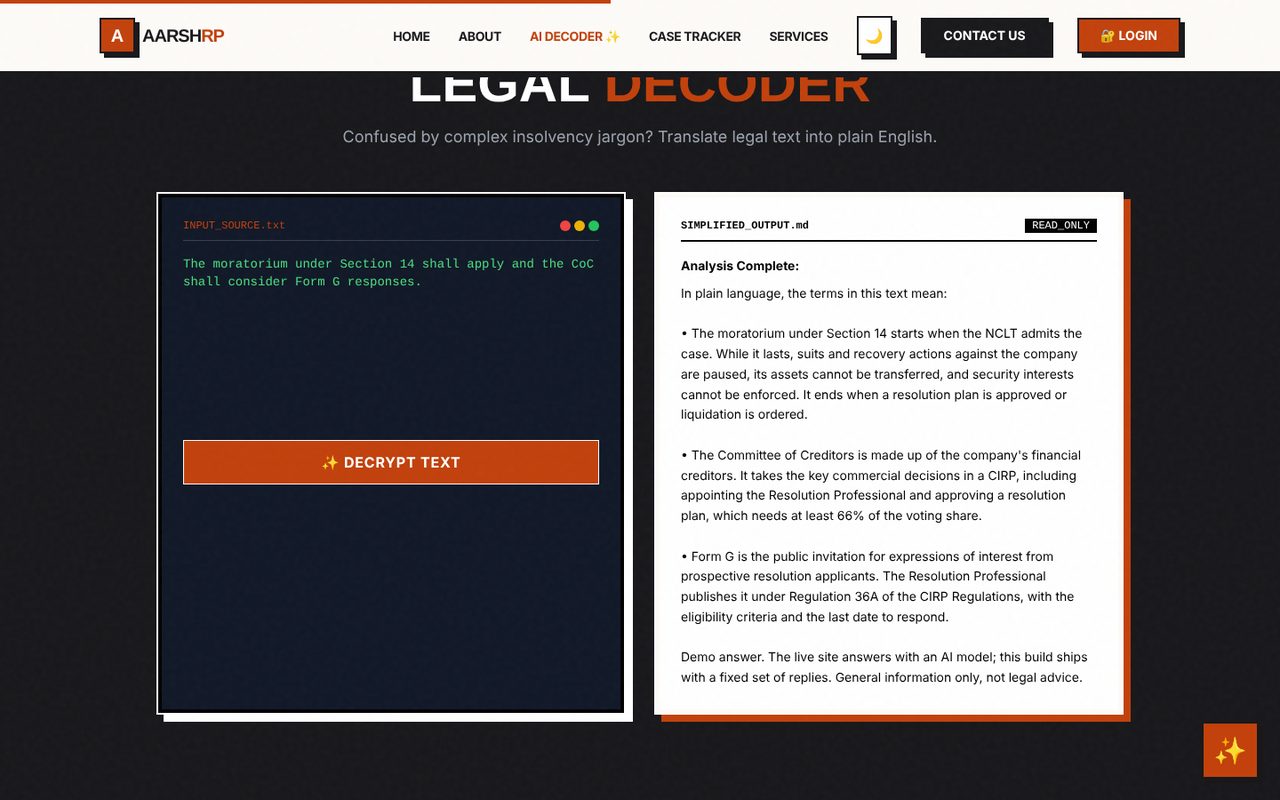 A AARSHRP HOME ABOUT AI DECODER ✨ CASE TRACKER SERVICES 🌙 CONTACT US 🔐 LOGIN
LEGAL DECODER
Confused by complex insolvency jargon? Translate legal text into plain English.
INPUT_SOURCE.txt
The moratorium under Section 14 shall apply and the CoC
shall consider Form G responses.
✨ DECRYPT TEXT
SIMPLIFIED_OUTPUT.md READ_ONLY
Analysis Complete:
In plain language, the terms in this text mean:
• The moratorium under Section 14 starts when the NCLT admits the
case. While it lasts, suits and recovery actions against the company
are paused, its assets cannot be transferred, and security interests
cannot be enforced. It ends when a resolution plan is approved or
liquidation is ordered.
• The Committee of Creditors is made up of the company's financial
creditors. It takes the key commercial decisions in a CIRP, including
appointing the Resolution Professional and approving a resolution
plan, which needs at least 66% of the voting share.
• Form G is the public invitation for expressions of interest from
prospective resolution applicants. The Resolution Professional
publishes it under Regulation 36A of the CIRP Regulations, with the
eligibility criteria and the last date to respond.
Demo answer. The live site answers with an AI model; this build ships
with a fixed set of replies. General information only, not legal advice.